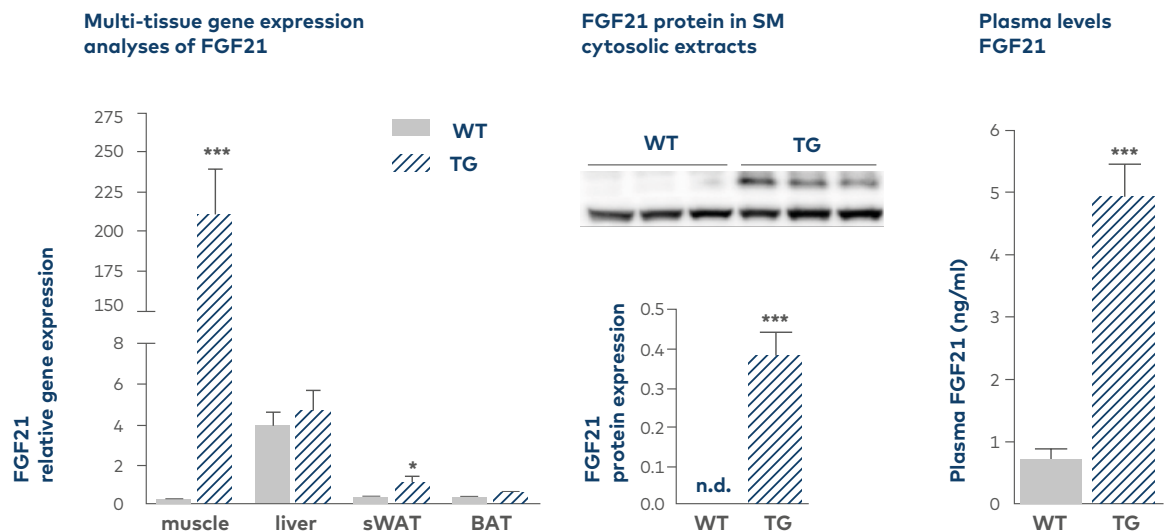 Multi-tissue gene expression
analyses of FGF21
FGF21 protein in SM
cytosolic extracts
Plasma levels
FGF21
FGF21
relative gene expression
275
250
225
200
175
150
8
6
4
2
0
***
*
WT
TG
muscle
liver
sWAT
BAT
WT
TG
FGF21
protein expression
0.5
0.4
0.3
0.2
0.1
0.0
***
n.d.
WT
TG
Plasma FGF21 (ng/ml)
6
5
4
3
2
1
0
***
WT
TG